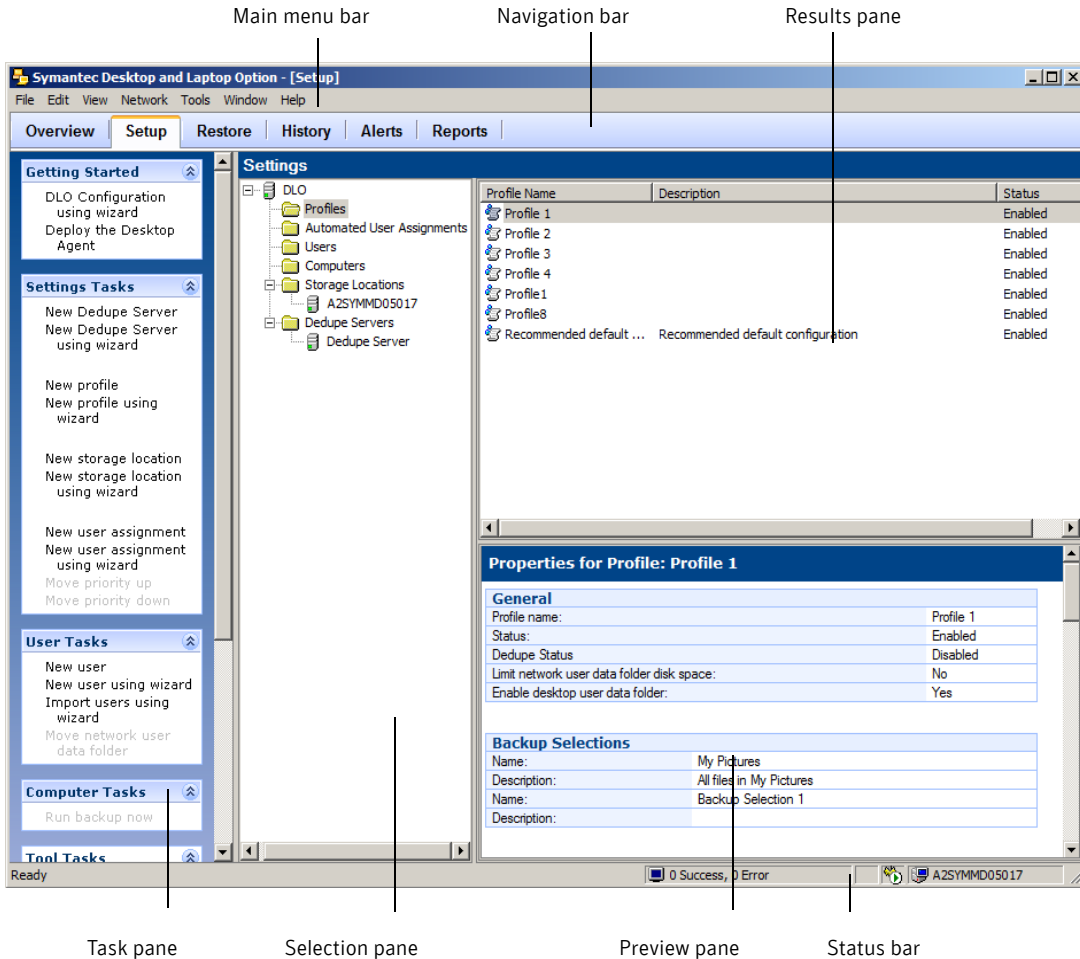 Main menu bar Navigation bar Results pane
Symantec Desktop and Laptop Option - [Setup]
File Edit View Network Tools Window Help
Overview Setup Restore History Alerts Reports
Getting Started
DLO Configuration
using wizard
Deploy the Desktop
Agent
Settings Tasks
New Dedupe Server
New Dedupe Server
using wizard
New profile
New profile using
wizard
New storage location
New storage location
using wizard
New user assignment
New user assignment
using wizard
Move priority up
Move priority down
User Tasks
New user
New user using wizard
Import users using
wizard
Move network user
data folder
Computer Tasks
Run backup now
Tool Tasks
Settings
DLO
Profiles
Automated User Assignments
Users
Computers
Storage Locations
A2SYMMD05017
Dedupe Servers
Dedupe Server
Profile Name Description Status
Profile 1 Enabled
Profile 2 Enabled
Profile 3 Enabled
Profile 4 Enabled
Profile1 Enabled
Profile8 Enabled
Recommended default ... Recommended default configuration Enabled
Properties for Profile: Profile 1
General
Profile name: Profile 1
Status: Enabled
Dedupe Status Disabled
Limit network user data folder disk space: No
Enable desktop user data folder: Yes
Backup Selections
Name: My Pictures
Description: All files in My Pictures
Name: Backup Selection 1
Description:
Ready 0 Success, 0 Error A2SYMMD05017
Task pane Selection pane Preview pane Status bar